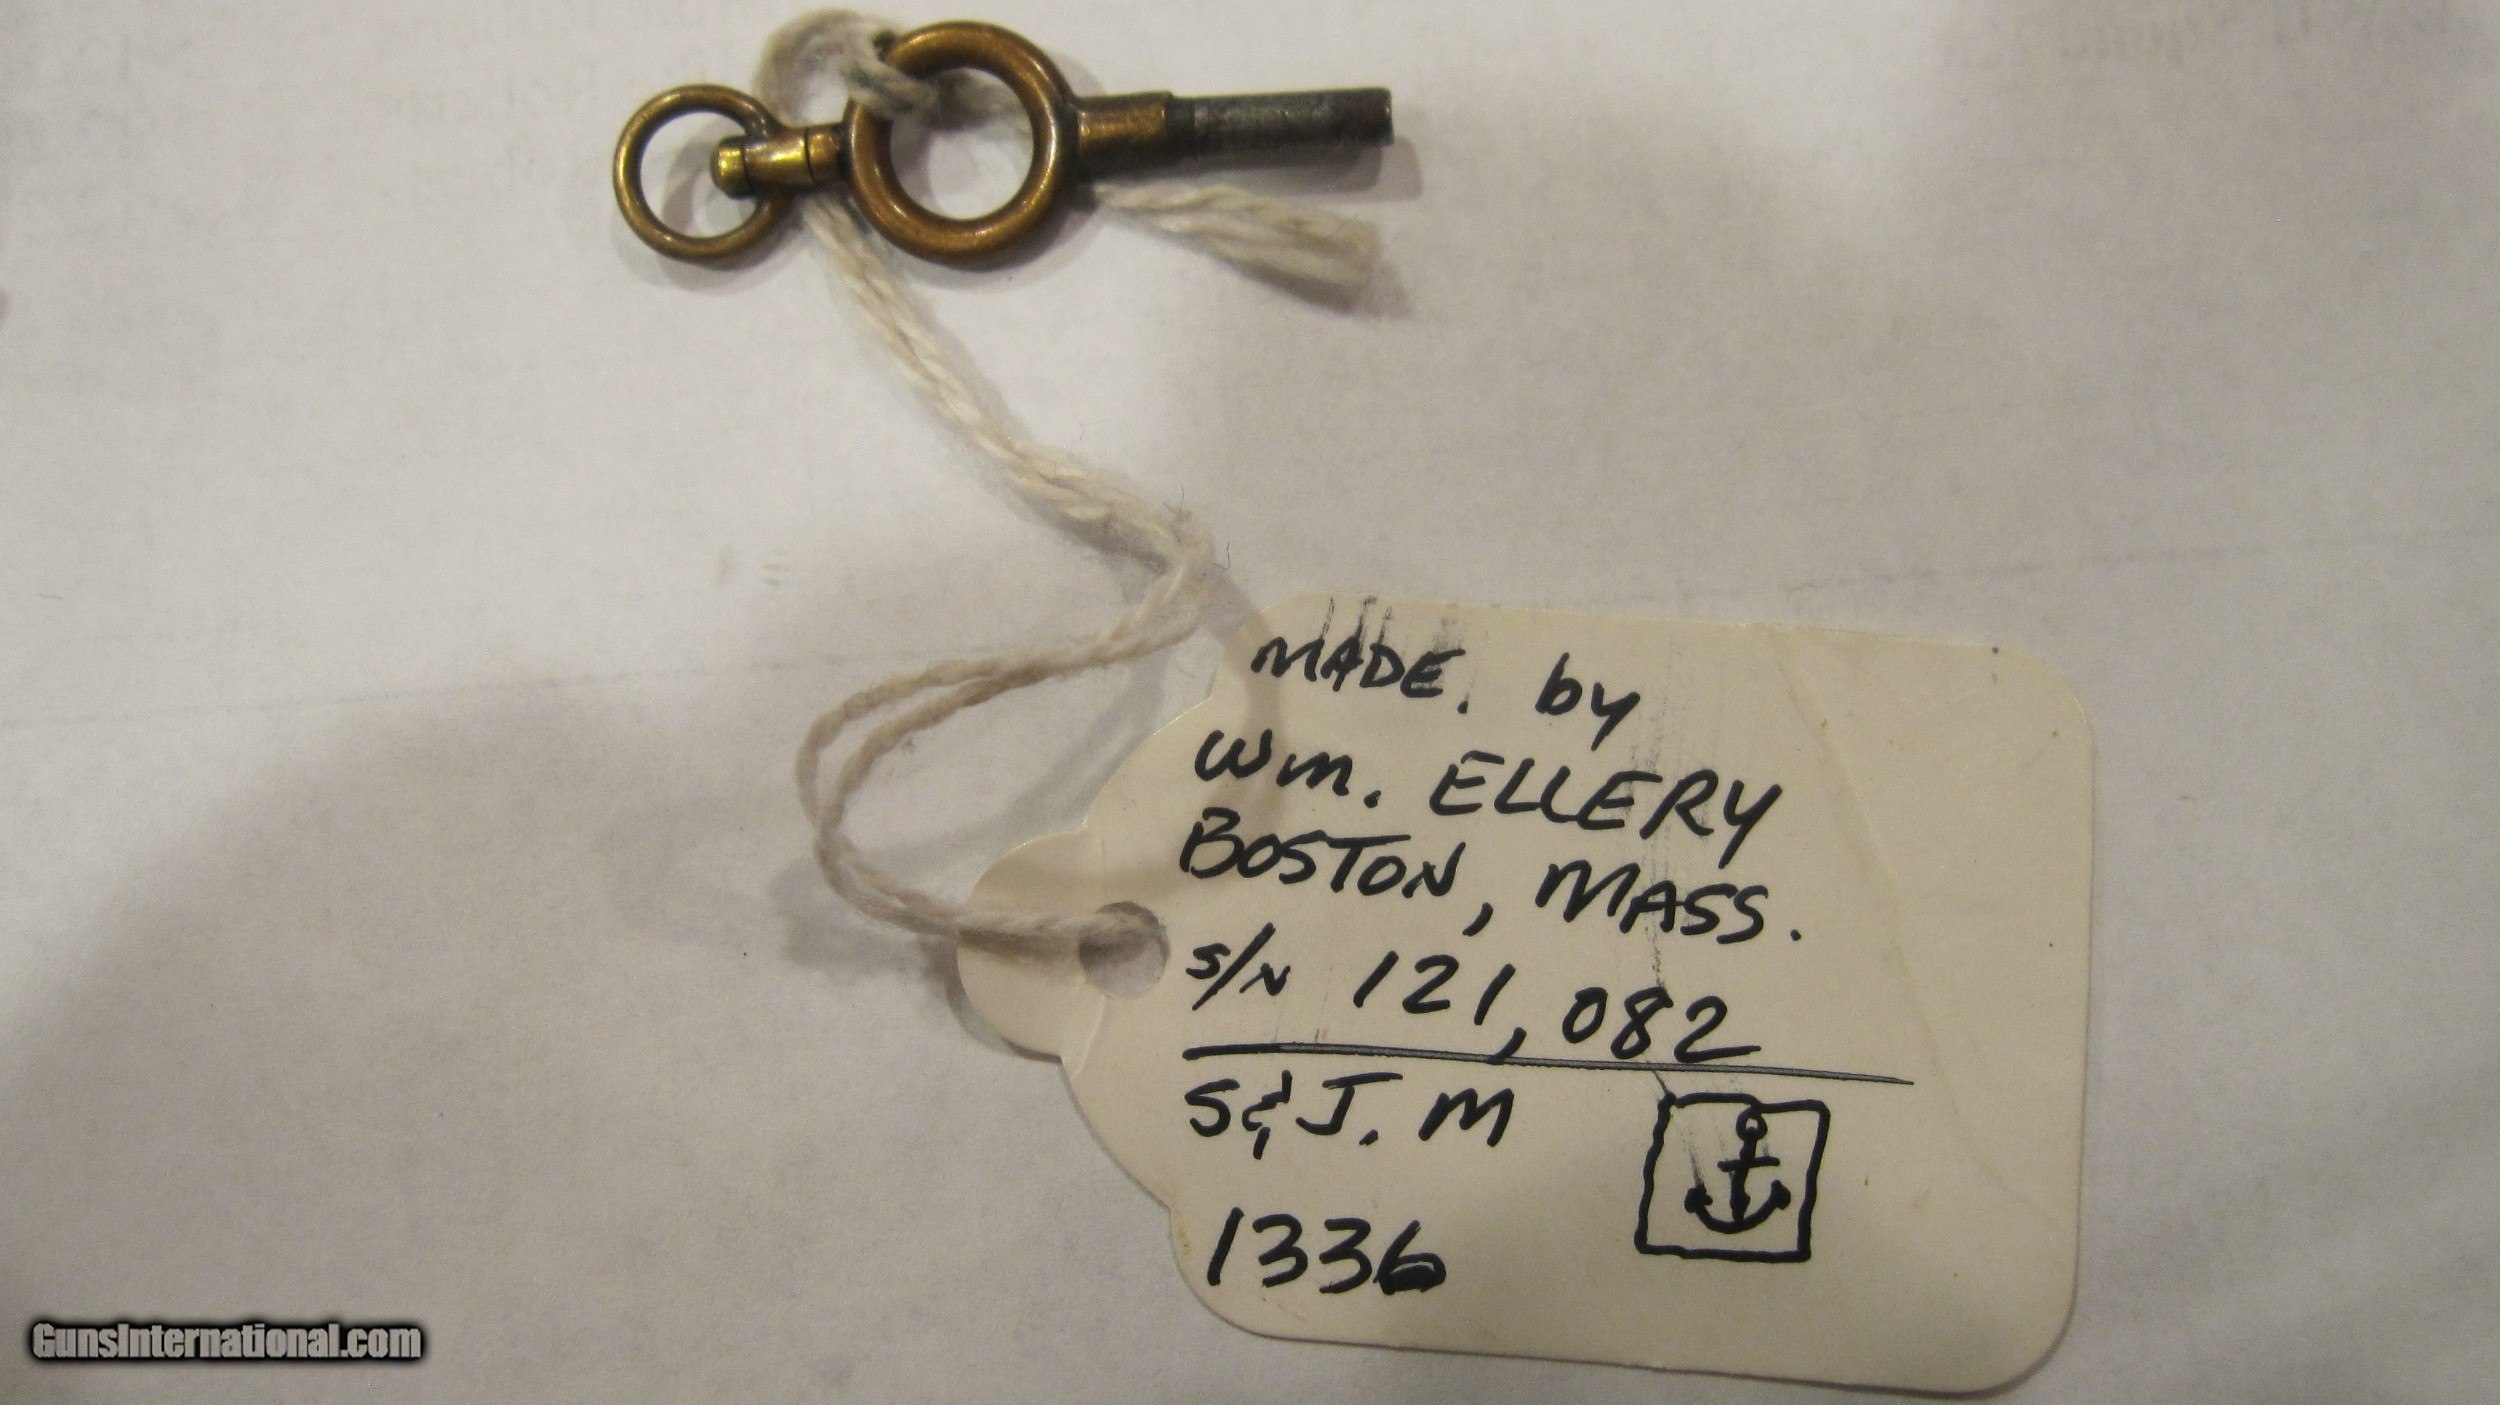 MADE. by
Wm. ELLERY
BOSTON, MASS.
s/N 121,082
S&J. M
1336
GunsInternational.com